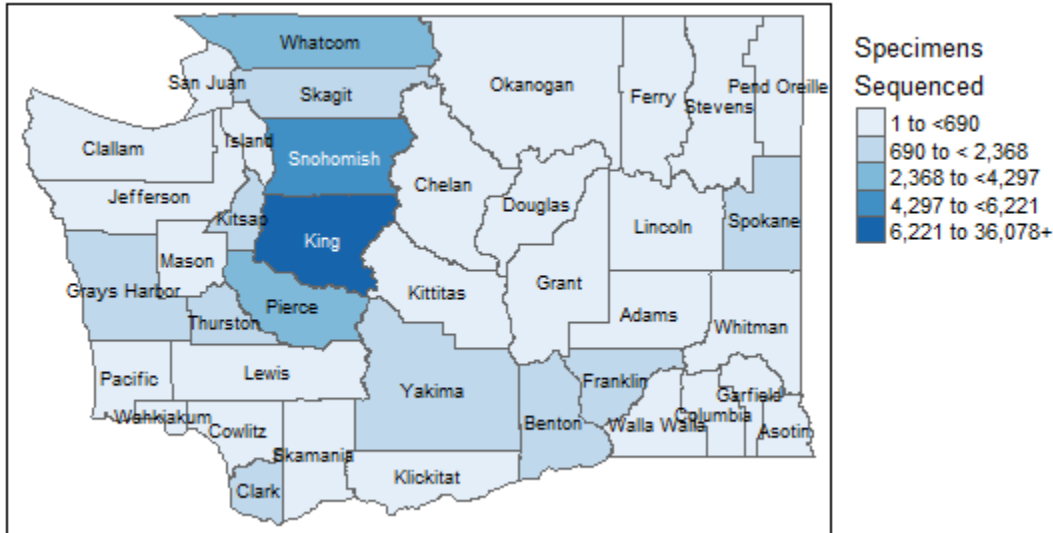 Whatcom
San Juan
Skagit
Okanogan
Ferry
Stevens
Pend Oreille
Clallam
Island
Snohomish
Jefferson
Chelan
Douglas
Kitsap
King
Lincoln
Spokane
Mason
Grays Harbor
Kittitas
Grant
Pierce
Thurston
Adams
Whitman
Pacific
Lewis
Yakima
Franklin
Garfield
Wahkiakum
Cowlitz
Benton
Walla Walla
Columbia
Asotin
Skamania
Klickitat
Clark
Specimens
Sequenced
1 to <690
690 to < 2,368
2,368 to <4,297
4,297 to <6,221
6,221 to 36,078+